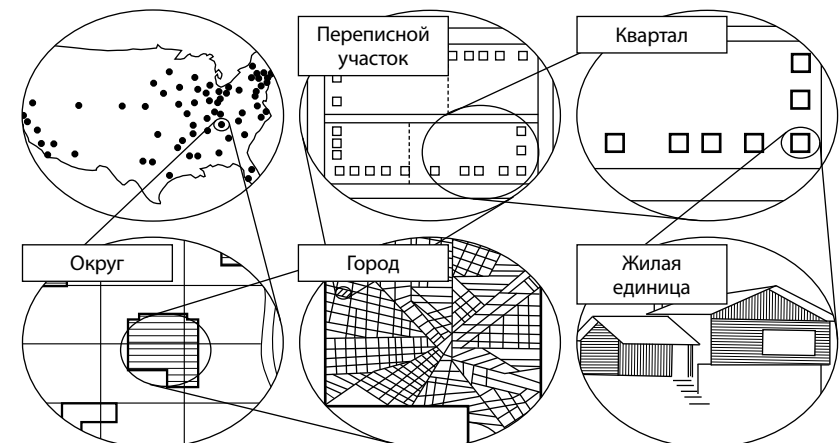 Переписной
участок
Квартал
Округ
Город
Жилая
единица